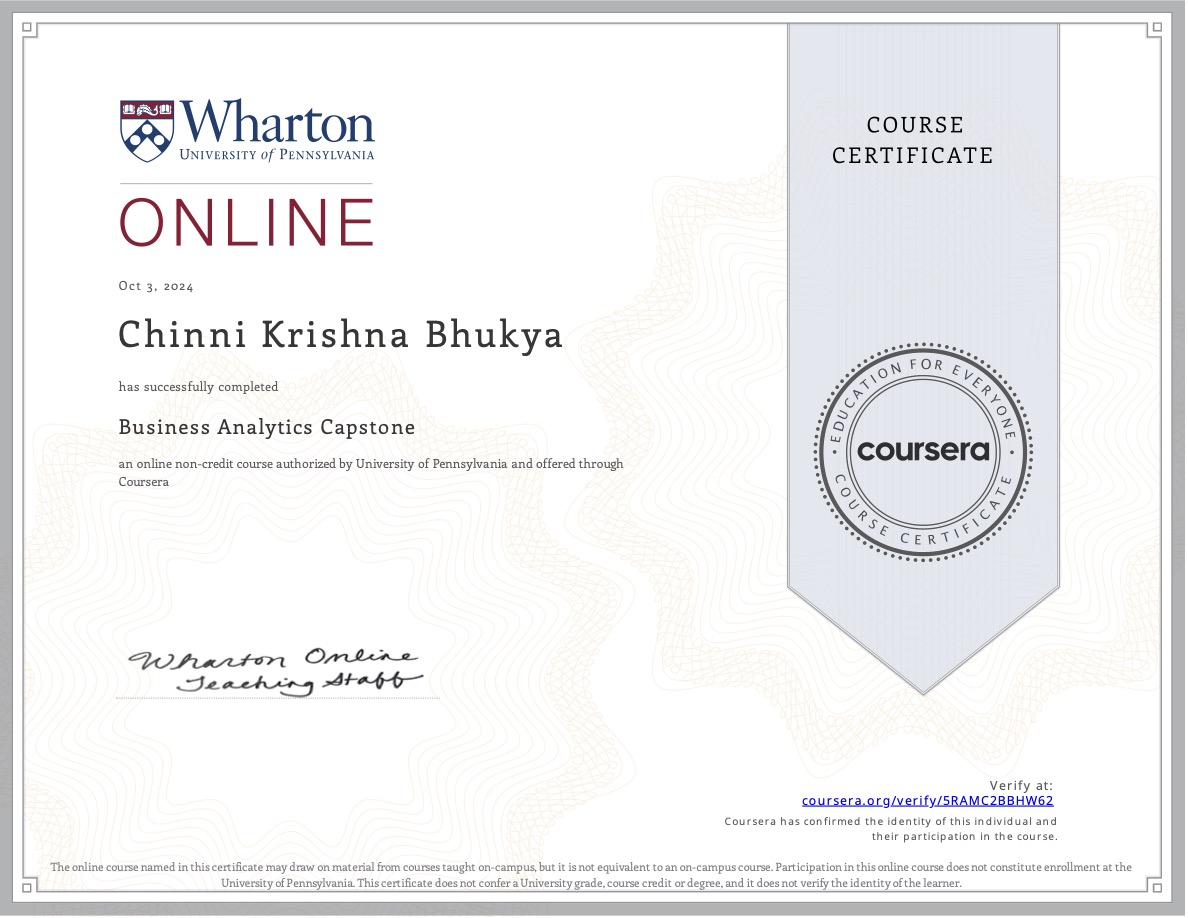 Wharton
UNIVERSITY of PENNSYLVANIA
ONLINE
Oct 3, 2024
Chinni Krishna Bhukya
has successfully completed
Business Analytics Capstone
an online non-credit course authorized by University of Pennsylvania and offered through
Coursera
Wharton Online
Teaching Staff
COURSE
CERTIFICATE
EDUCATION FOR EVERYONE
coursera
COURSE CERTIFICATE
Verify at:
coursera.org/verify/5RAMC2BBHW62
Coursera has confirmed the identity of this individual and
their participation in the course.
The online course named in this certificate may draw on material from courses taught on-campus, but it is not equivalent to an on-campus course. Participation in this online course does not constitute enrollment at the
University of Pennsylvania. This certificate does not confer a University grade, course credit or degree, and it does not verify the identity of the learner.